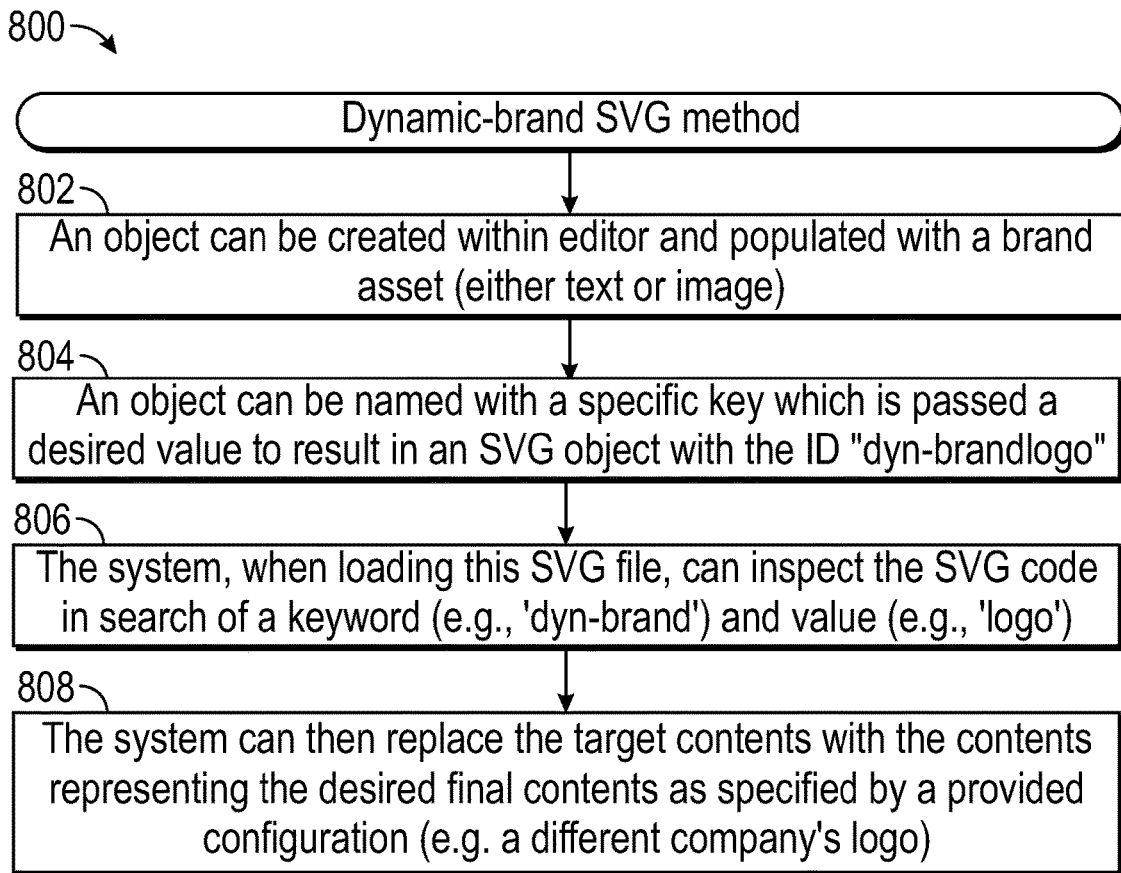 800
Dynamic-brand SVG method
802
An object can be created within editor and populated with a brand
asset (either text or image)
804
An object can be named with a specific key which is passed a
desired value to result in an SVG object with the ID "dyn-brandlogo"
806
The system, when loading this SVG file, can inspect the SVG code
in search of a keyword (e.g., 'dyn-brand') and value (e.g., 'logo')
808
The system can then replace the target contents with the contents
representing the desired final contents as specified by a provided
configuration (e.g. a different company's logo)